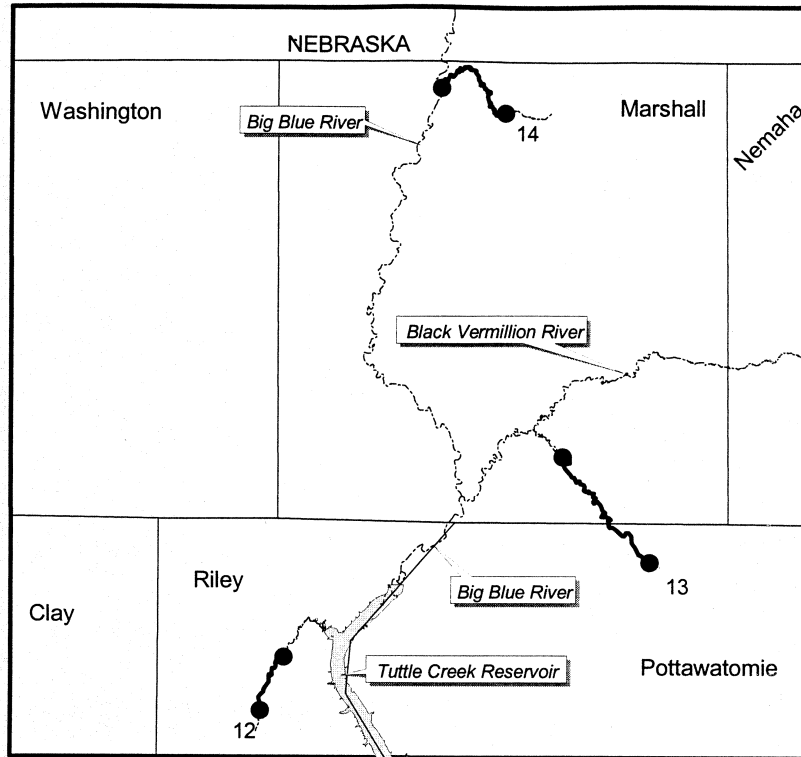 NEBRASKA
Washington
Big Blue River
14
Marshall
Nemaha
Black Vermillion River
Riley
Clay
Big Blue River
13
Tuttle Creek Reservoir
Pottawatomie
12